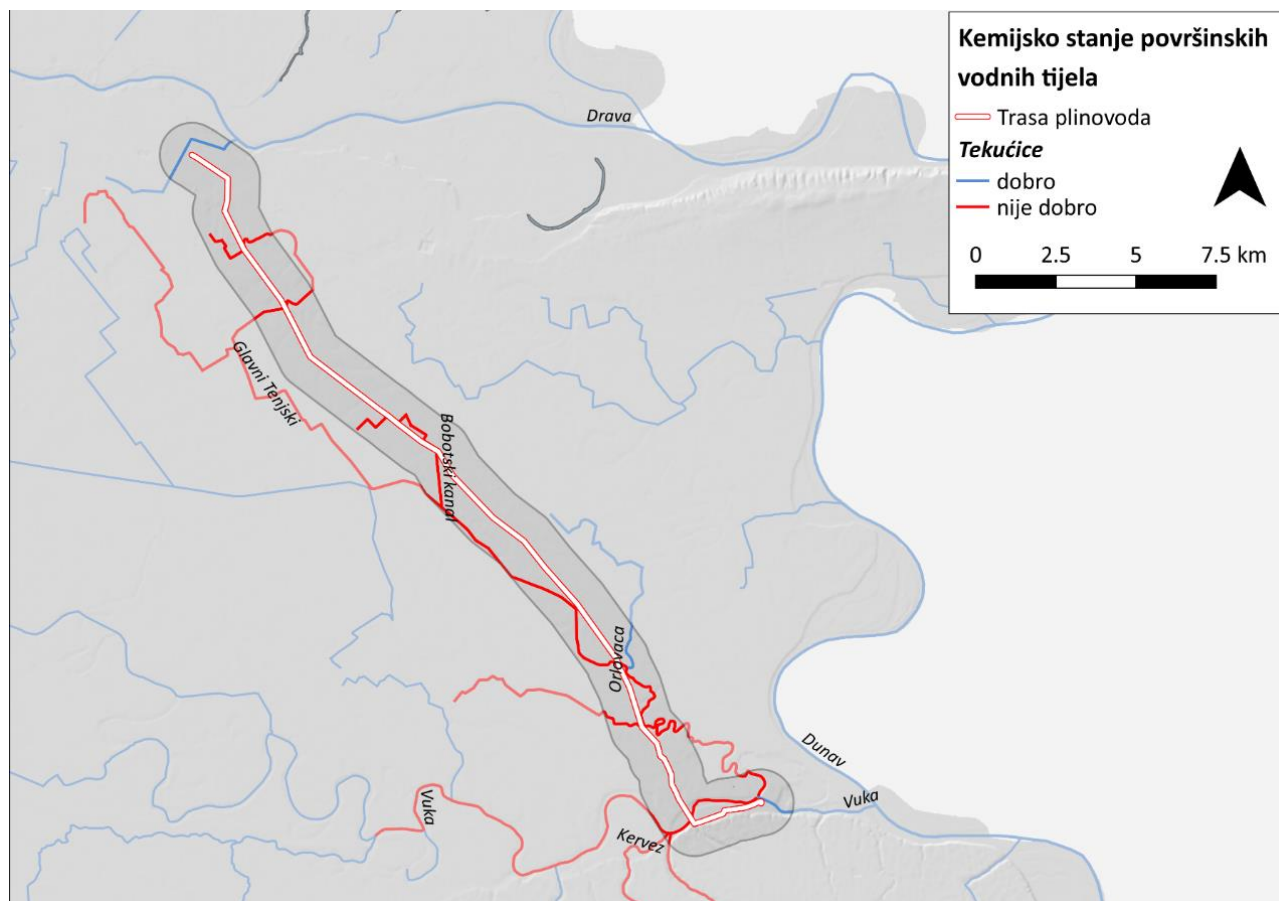 Kemijsko stanje površinskih
vodnih tijela
Trasa plinovoda
Tekućice
dobro
nije dobro
0 2.5 5 7.5 km
Drava
Glavni Tenjski
Bobotski kanal
Orlovaca
Dunav
Vuka
Vuka
Kervez